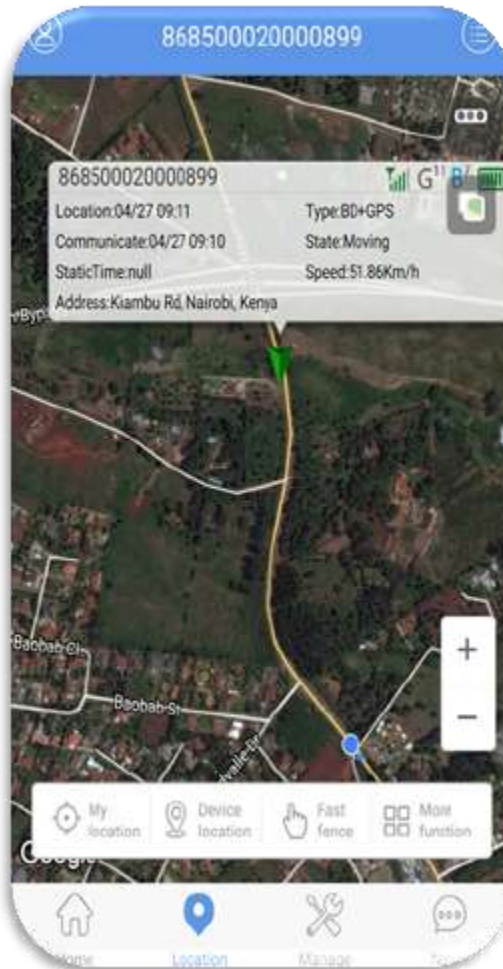 868500020000899
868500020000899
Location:04/27 09:11 Type:BD+GPS
Communicate:04/27 09:10 State:Moving
StaticTime:null Speed:51.86Km/h
Address:Kiambu Rd, Nairobi, Kenya
Baobab Cl
Baobab St
+
−
My location
Device location
Fast fence
More function
Home
Location
Manage